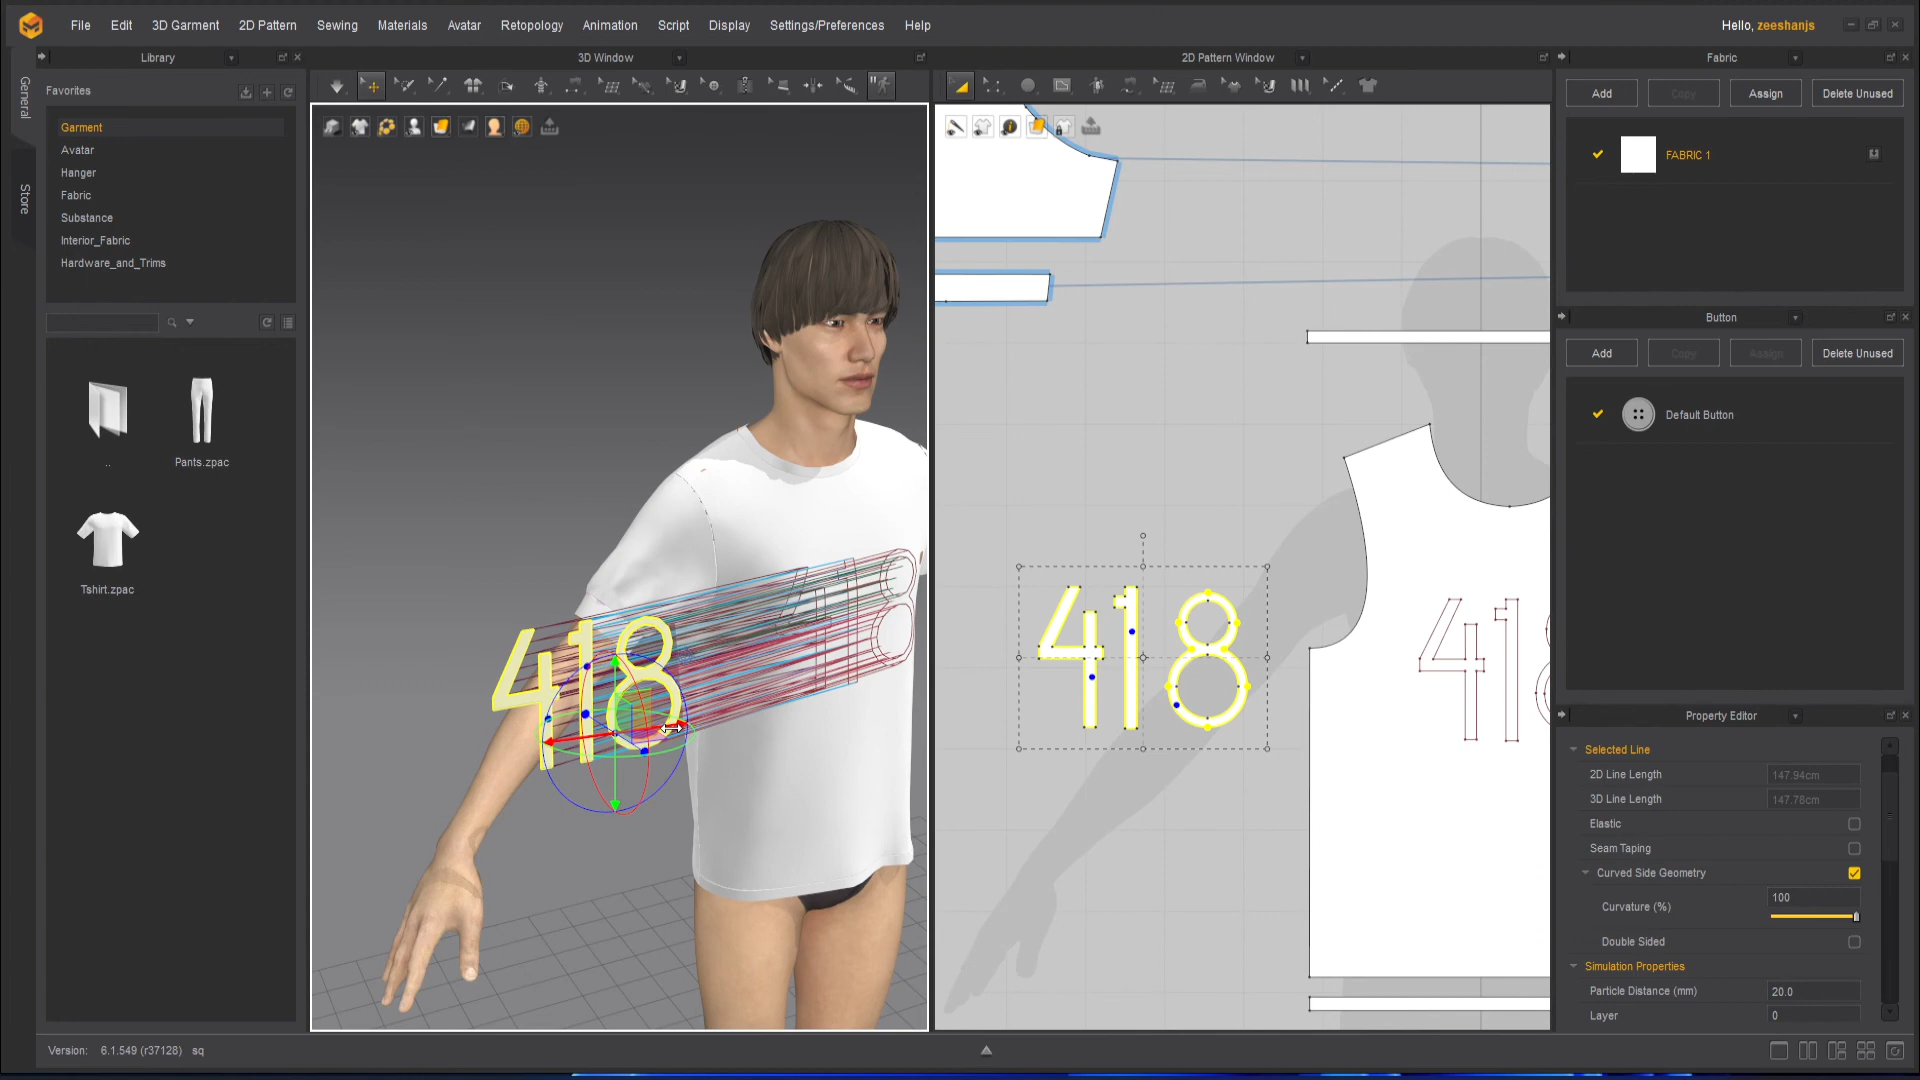 File Edit 3D Garment 2D Pattern Sewing Materials Avatar Retopology Animation Script Display Settings/Preferences Help Hello, zeeshanjs
Library 3D Window 2D Pattern Window Fabric
General
Store
Favorites
Garment
Avatar
Hanger
Fabric
Substance
Interior_Fabric
Hardware_and_Trims
..
Pants.zpac
Tshirt.zpac
418
418
418
Add Copy Assign Delete Unused
FABRIC 1
Button
Add Copy Assign Delete Unused
Default Button
Property Editor
Selected Line
2D Line Length 147.94cm
3D Line Length 147.78cm
Elastic
Seam Taping
Curved Side Geometry
Curvature (%) 100
Double Sided
Simulation Properties
Particle Distance (mm) 20.0
Layer 0
Version: 6.1.549 (r37128) sq